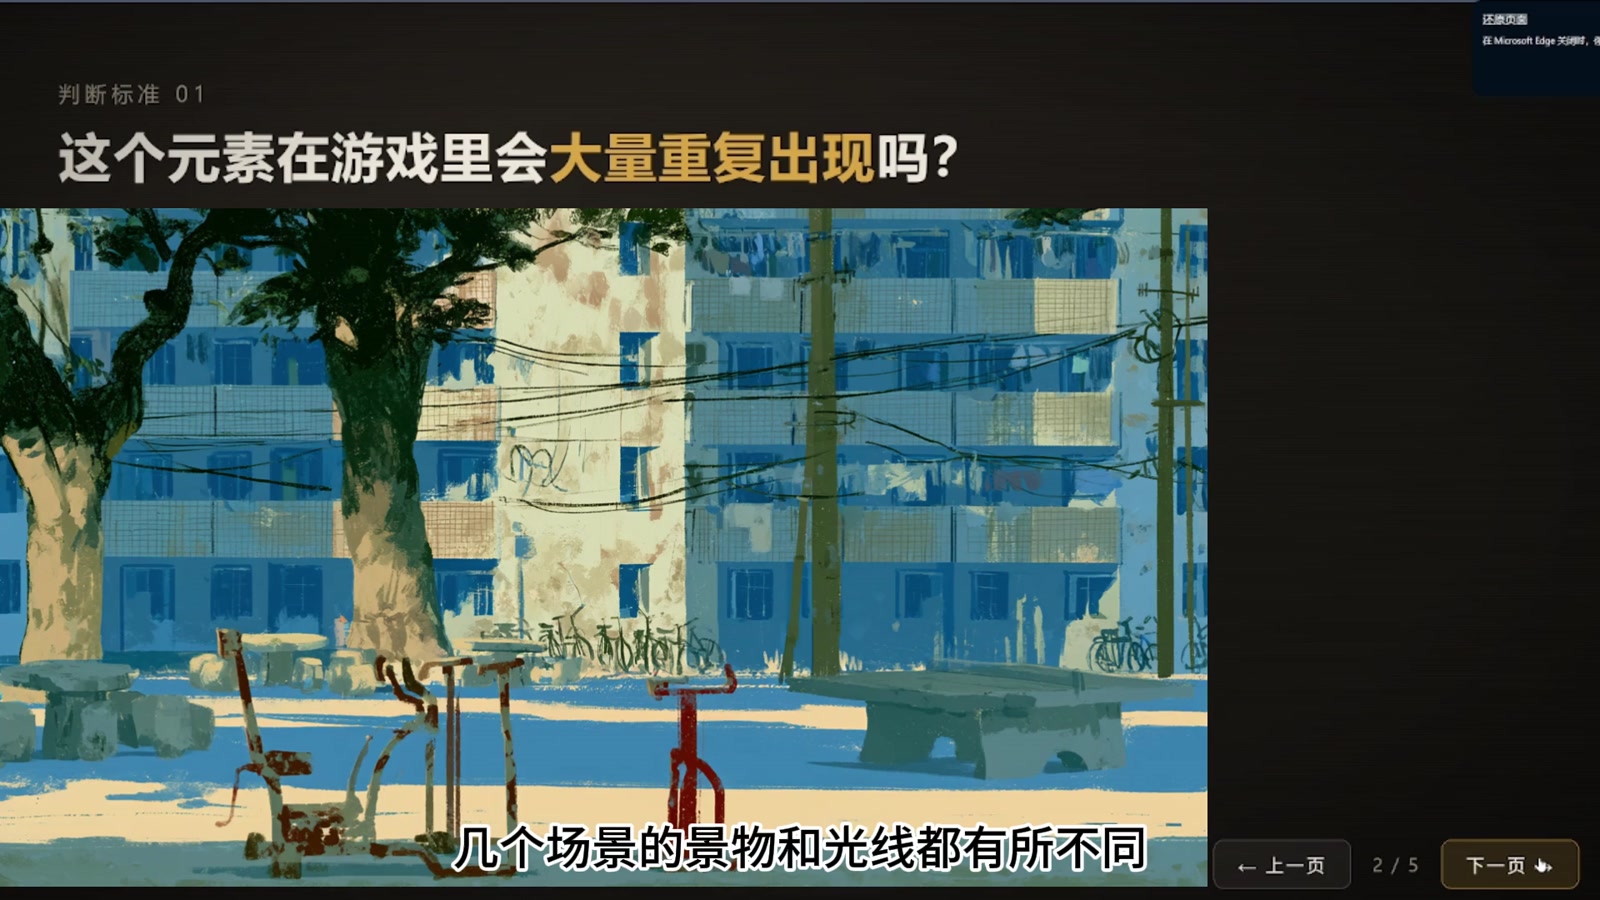 还原页面
在 Microsoft Edge 关闭时,
判断标准 01
这个元素在游戏里会大量重复出现吗?
几个场景的景物和光线都有所不同
← 上一页
2 / 5
下一页 →